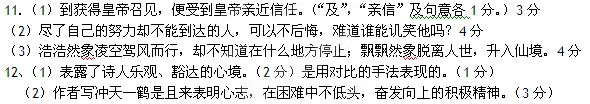 11.（1）到获得皇帝召见，便受到皇帝亲近信任。（“及”，“亲信”及句意各 1 分。）3 分
（2）尽了自己的努力却不能到达的人，可以不后悔，难道谁能讥笑他吗？4 分
（3）浩浩然象凌空驾风而行，却不知道在什么地方停止；飘飘然象脱离人世，升入仙境。4 分
12、（1）表露了诗人乐观、豁达的心境。（2 分）是用对比的手法表现的。（1 分）
（2）作者写冲天一鹤是且来表明心志，在困难中不低头，奋发向上的积极精神。（3 分）